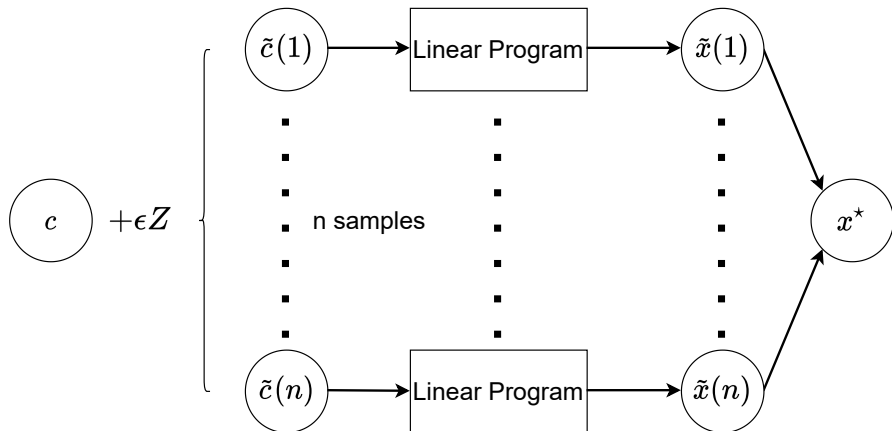 c̃(1) Linear Program x̃(1)
c +ϵZ n samples x⋆
c̃(n) Linear Program x̃(n)